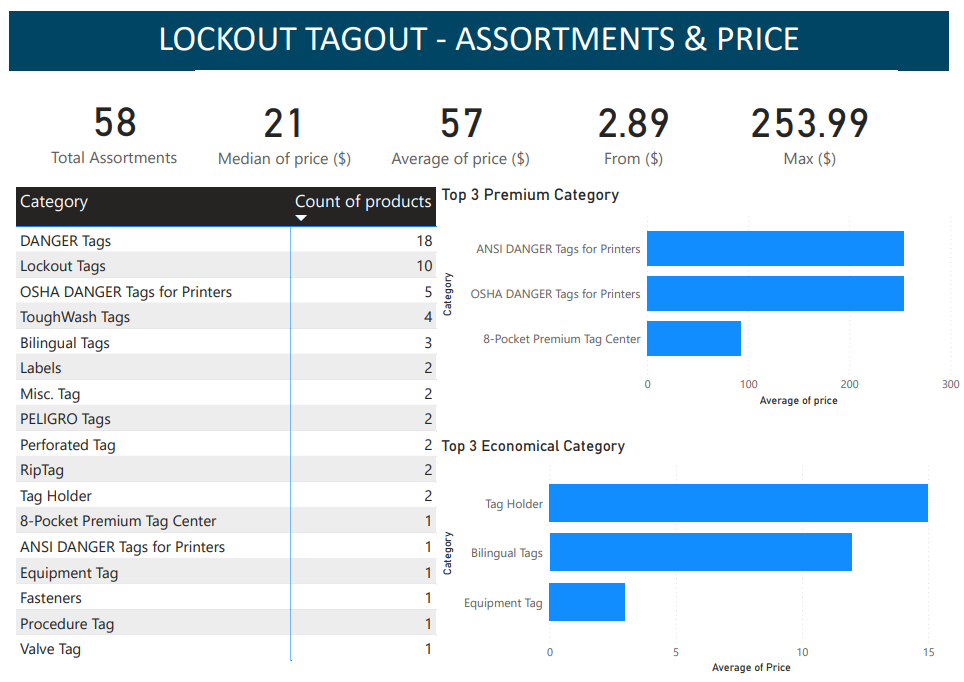 LOCKOUT TAGOUT - ASSORTMENTS & PRICE
58 21 57 2.89 253.99
Total Assortments Median of price ($) Average of price ($) From ($) Max ($)
Category Count of products
DANGER Tags 18
Lockout Tags 10
OSHA DANGER Tags for Printers 5
ToughWash Tags 4
Bilingual Tags 3
Labels 2
Misc. Tag 2
PELIGRO Tags 2
Perforated Tag 2
RipTag 2
Tag Holder 2
8-Pocket Premium Tag Center 1
ANSI DANGER Tags for Printers 1
Equipment Tag 1
Fasteners 1
Procedure Tag 1
Valve Tag 1
Top 3 Premium Category
Category
ANSI DANGER Tags for Printers
OSHA DANGER Tags for Printers
8-Pocket Premium Tag Center
0 100 200 300
Average of price
Top 3 Economical Category
Category
Tag Holder
Bilingual Tags
Equipment Tag
0 5 10 15
Average of Price